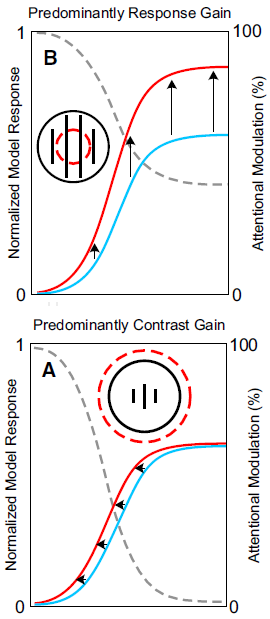 Predominantly Response Gain
1
100
B
Normalized Model Response
Attentional Modulation (%)
0
0
Predominantly Contrast Gain
1
100
A
Normalized Model Response
Attentional Modulation (%)
0
0